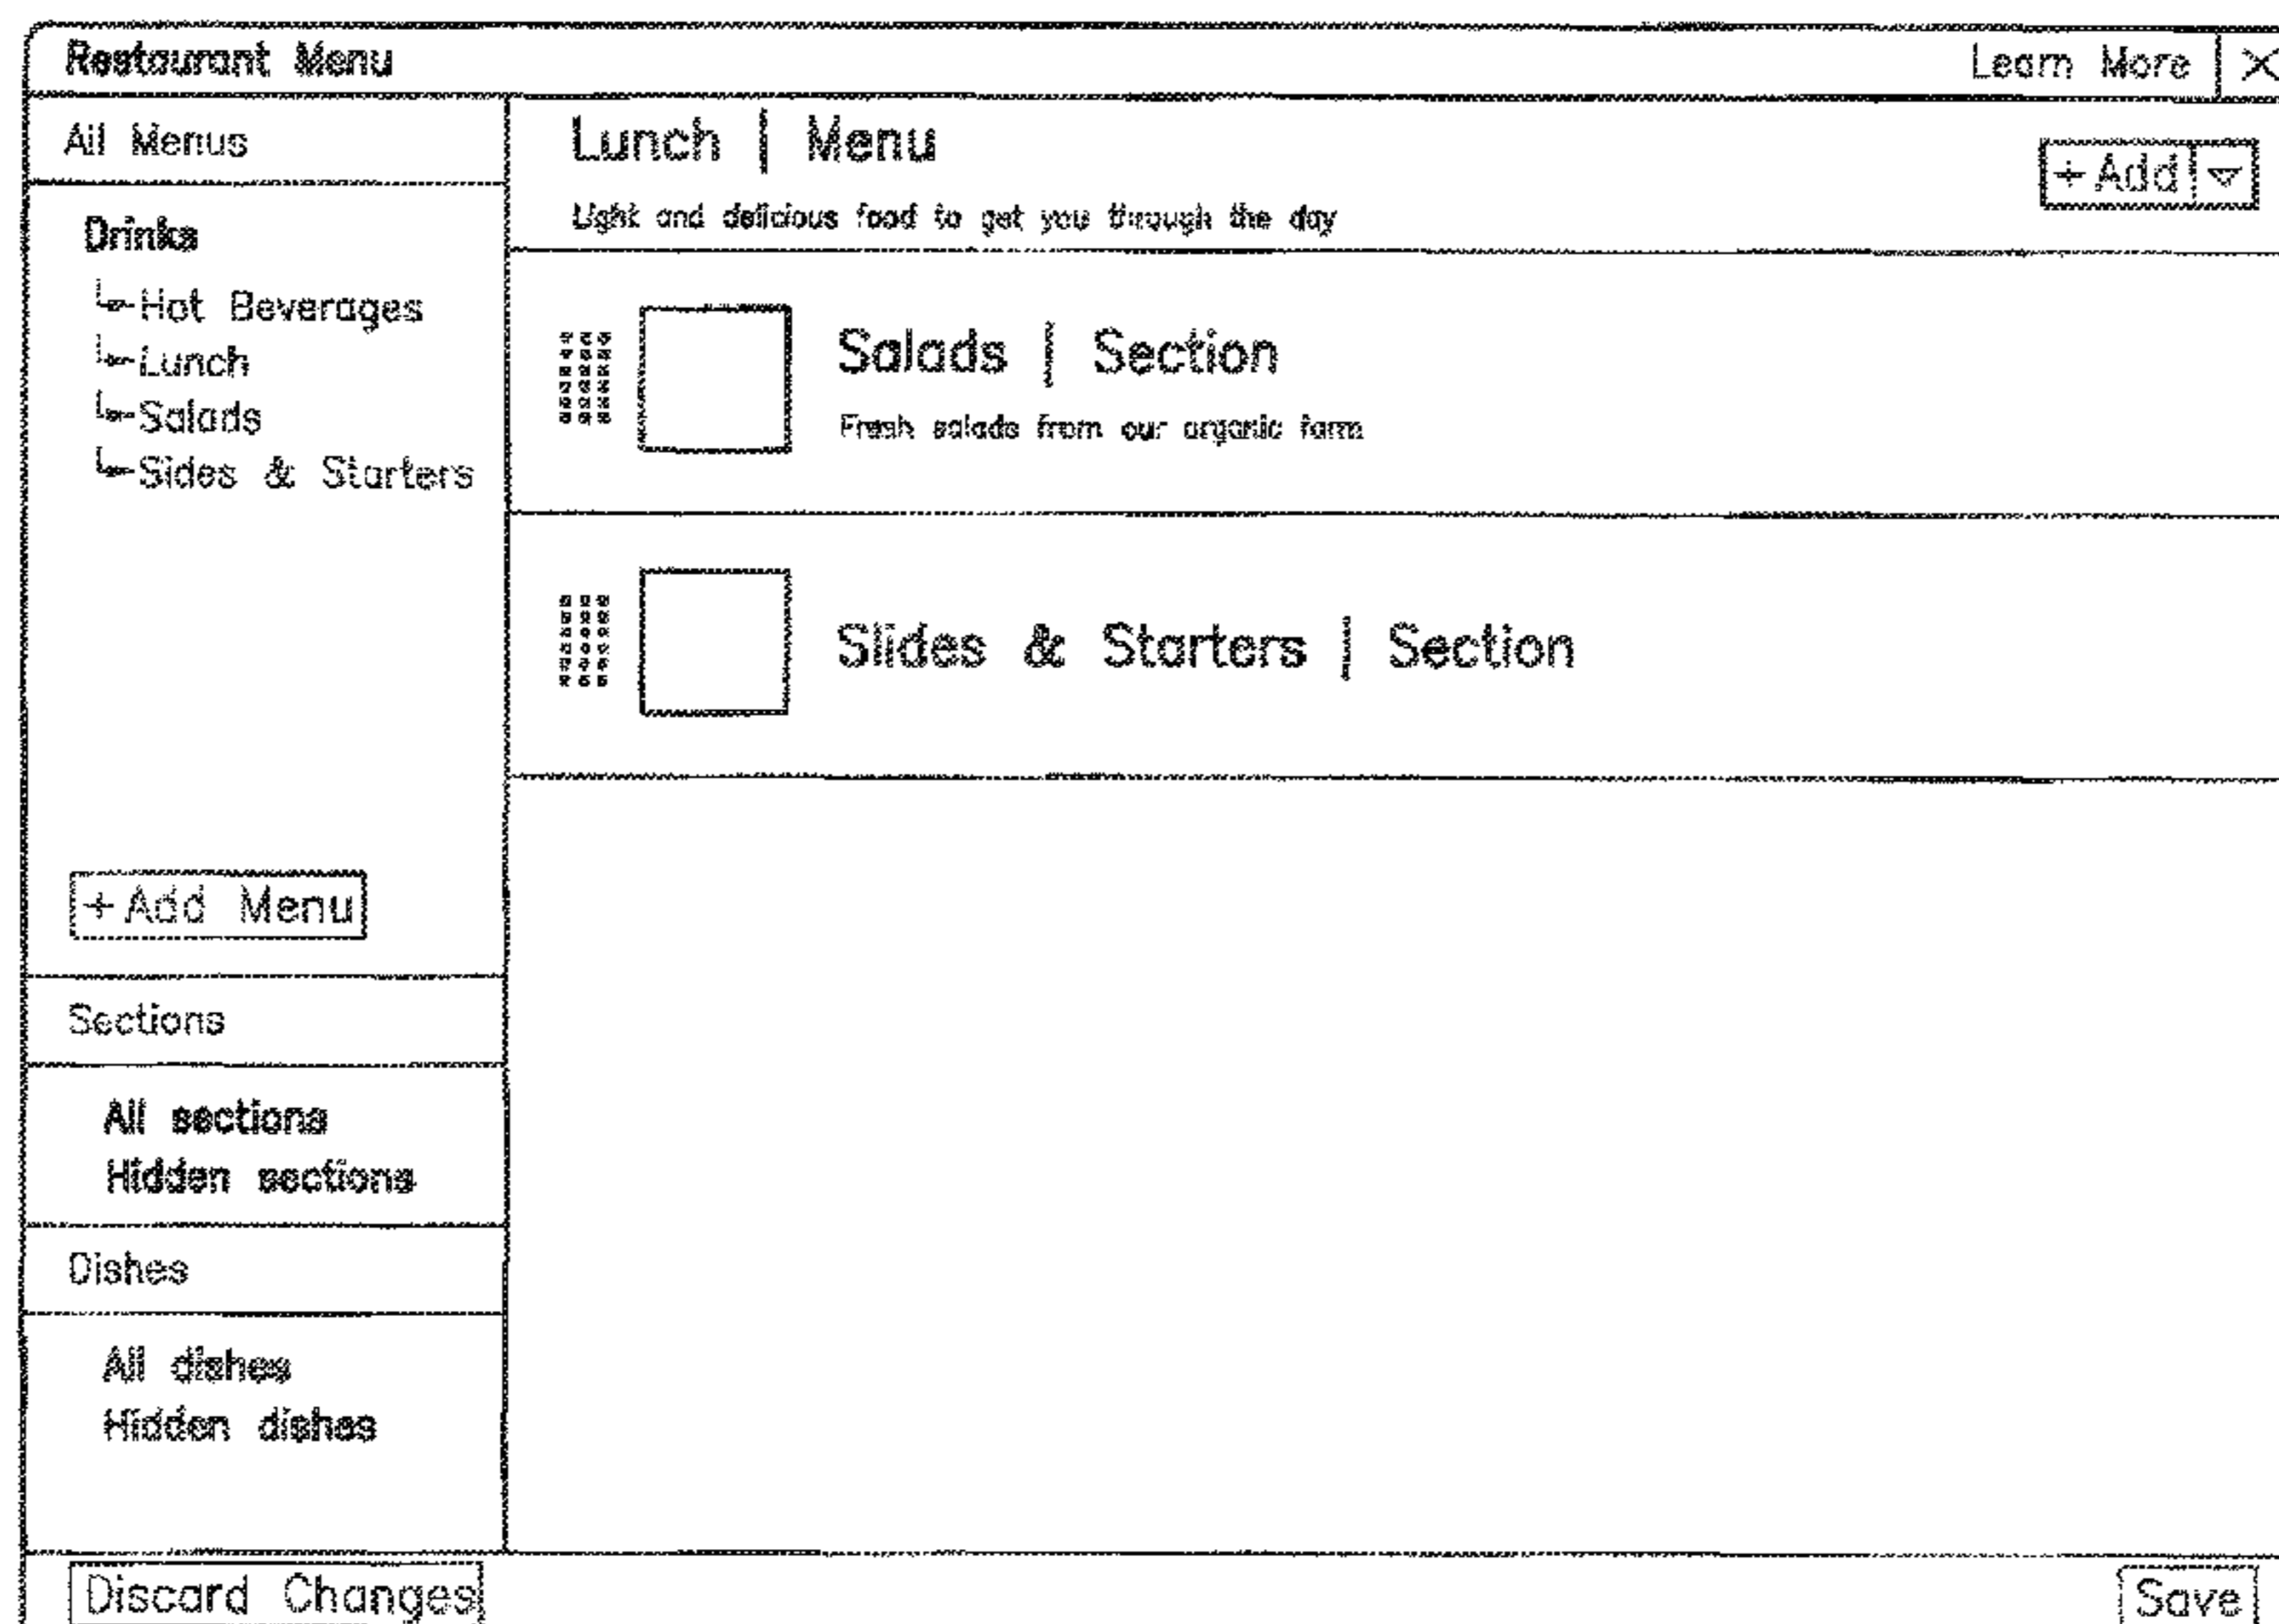 Restaurant Menu
Learn More
All Menus
Drinks
Hot Beverages
Lunch
Salads
Sides & Starters
+ Add Menu
Sections
All sections
Hidden sections
Dishes
All dishes
Hidden dishes
Lunch | Menu
+ Add
Light and delicious food to get you through the day
Salads | Section
Fresh salads from our organic farm
Slides & Starters | Section
Discard Changes
Save